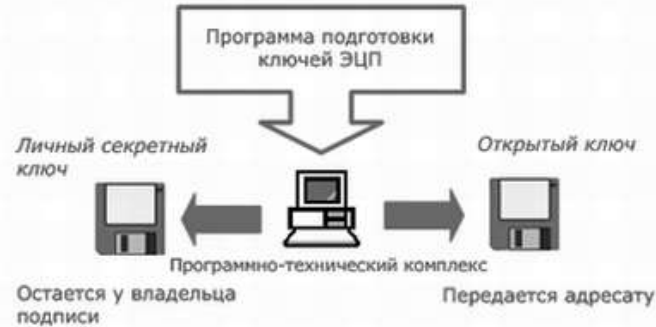 Программа подготовки
ключей ЭЦП
Личный секретный
ключ
Открытый ключ
Программно-технический комплекс
Остается у владельца
подписи
Передается адресату